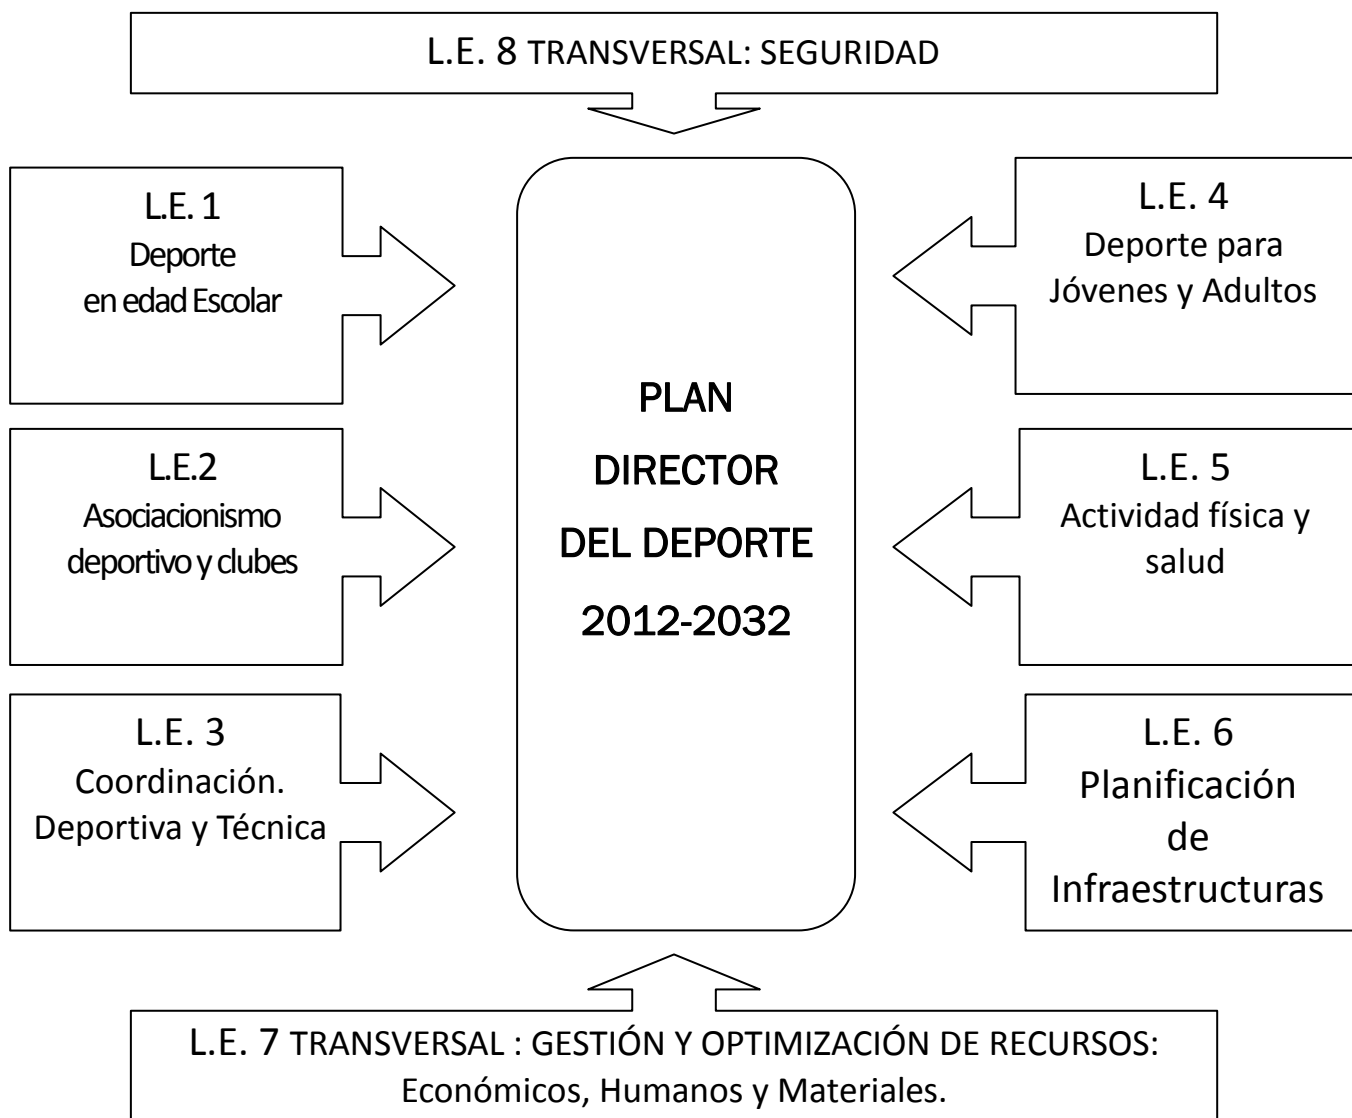 L.E. 8 TRANSVERSAL: SEGURIDAD
L.E. 1
Deporte
en edad Escolar
L.E.2
Asociacionismo
deportivo y clubes
L.E. 3
Coordinación.
Deportiva y Técnica
PLAN
DIRECTOR
DEL DEPORTE
2012-2032
L.E. 4
Deporte para
Jóvenes y Adultos
L.E. 5
Actividad física y
salud
L.E. 6
Planificación
de
Infraestructuras
L.E. 7 TRANSVERSAL : GESTIÓN Y OPTIMIZACIÓN DE RECURSOS:
Económicos, Humanos y Materiales.